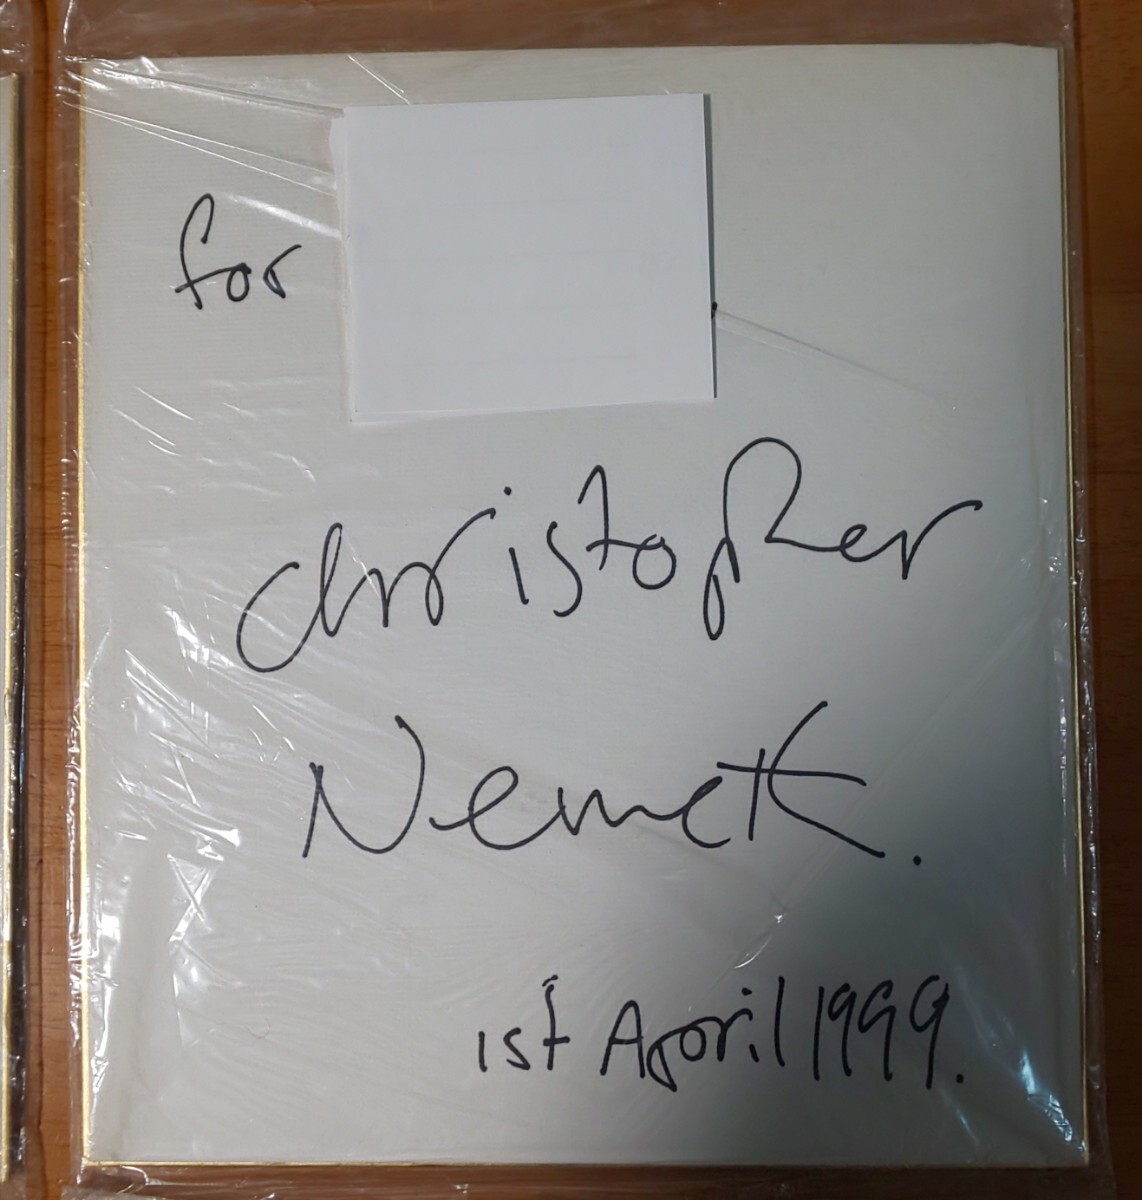 for
Christopher
Nemeth.
1st April 1999.